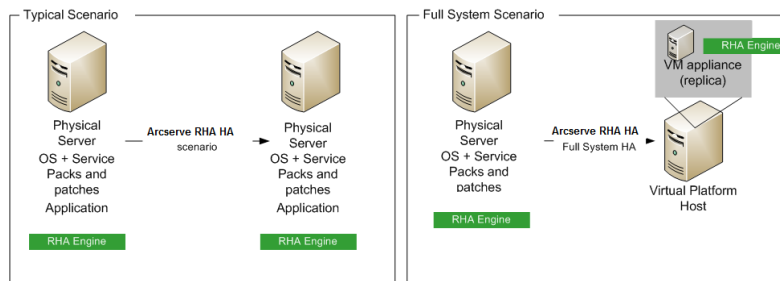 Typical Scenario
Physical
Server
OS + Service
Packs and
patches
Application
RHA Engine
Arcserve RHA HA
scenario
Physical
Server
OS + Service
Packs and
patches
Application
RHA Engine
Full System Scenario
Physical
Server
OS + Service
Packs and
patches
RHA Engine
Arcserve RHA HA
Full System HA
RHA Engine
VM appliance
(replica)
Virtual Platform
Host